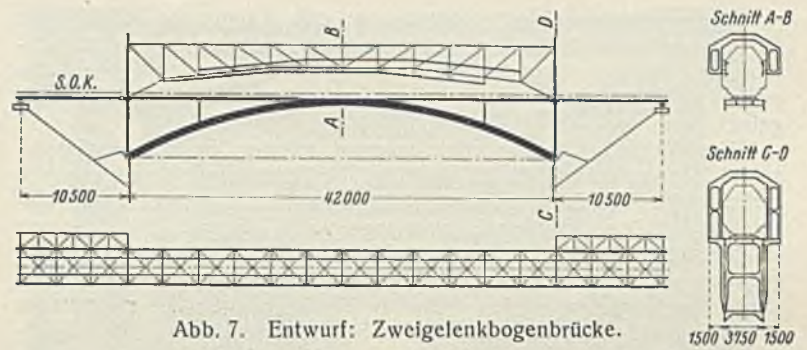 B
D
Schnitt A-B
S.O.K.
A
Schnitt C-D
10500
42000
10500
C
Abb. 7. Entwurf: Zweigelenkbogenbrücke.
1500 3750 1500